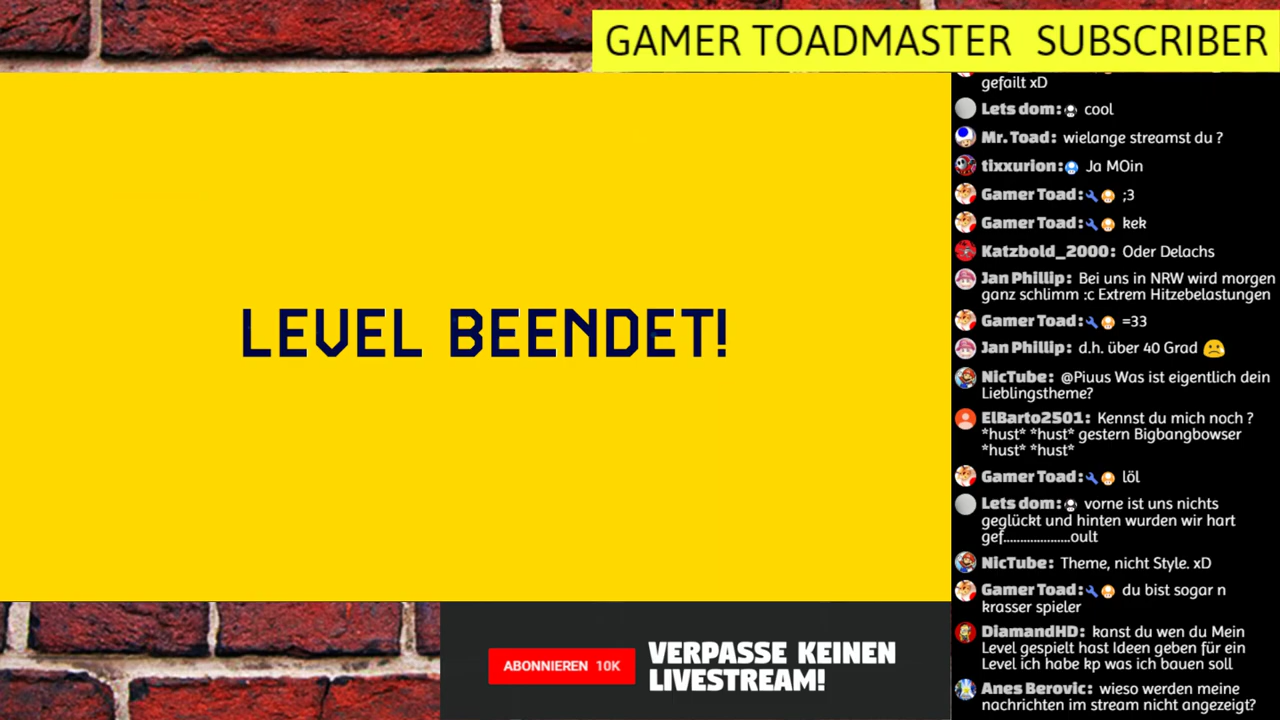 GAMER TOADMASTER SUBSCRIBER
gefailt xD
Lets dom: cool
Mr. Toad: wielange streamst du ?
tixxurion: Ja MOin
Gamer Toad: ;3
Gamer Toad: kek
Katzbold_2000: Oder Delachs
Jan Phillip: Bei uns in NRW wird morgen
ganz schlimm :c Extrem Hitzebelastungen
Gamer Toad: =33
Jan Phillip: d.h. über 40 Grad
NicTube: @Piuus Was ist eigentlich dein
Lieblingstheme?
ElBarto2501: Kennst du mich noch ?
*hust* *hust* gestern Bigbangbowser
*hust* *hust*
Gamer Toad: löl
Lets dom: vorne ist uns nichts
geglückt und hinten wurden wir hart
gef....................oult
NicTube: Theme, nicht Style. xD
Gamer Toad: du bist sogar n
krasser spieler
DiamandHD: kanst du wen du Mein
Level gespielt hast Ideen geben für ein
Level ich habe kp was ich bauen soll
Anes Berovic: wieso werden meine
nachrichten im stream nicht angezeigt?
LEVEL BEENDET!
ABONNIEREN 10K
VERPASSE KEINEN
LIVESTREAM!